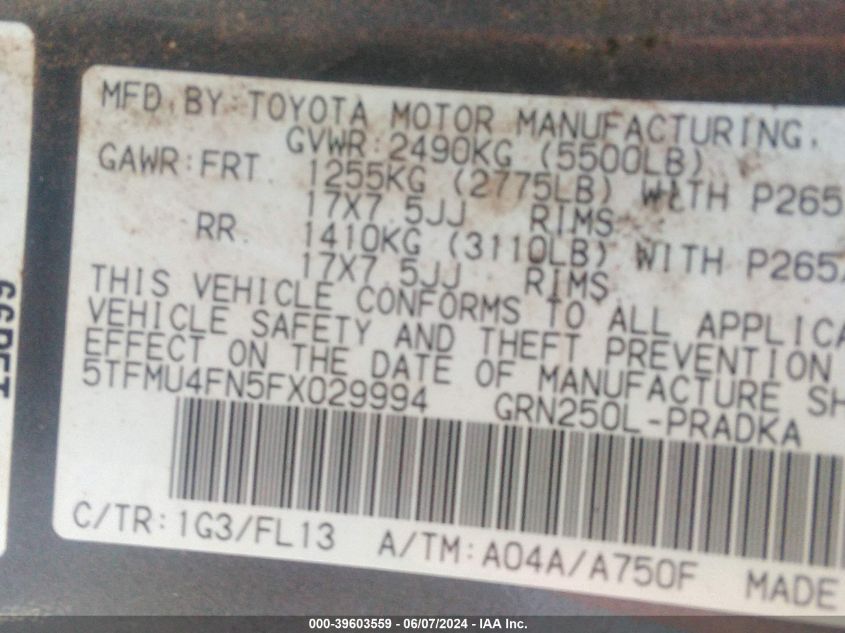 MFD. BY: TOYOTA MOTOR MANUFACTURING,
GVWR: 2490KG (5500LB)
GAWR: FRT. 1255KG (2775LB) WITH P265
17X7.5JJ RIMS
RR. 1410KG (3110LB) WITH P265
17X7.5JJ RIMS
THIS VEHICLE CONFORMS TO ALL APPLICA
VEHICLE SAFETY AND THEFT PREVENTION
EFFECT ON THE DATE OF MANUFACTURE SH
5TFMU4FN5FX029994 GRN250L-PRADKA
C/TR: 1G3/FL13 A/TM: A04A/A750F MADE
000-39603559 - 06/07/2024 - IAA Inc.